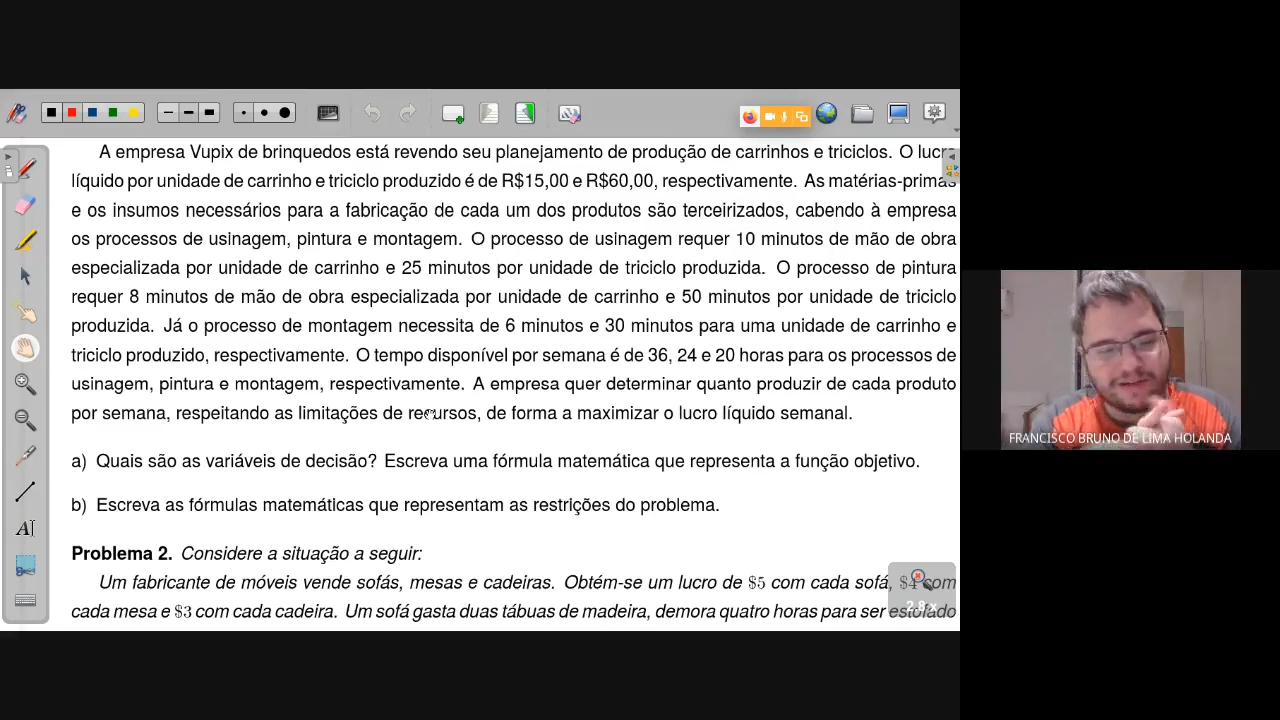 A empresa Vupix de brinquedos está revendo seu planejamento de produção de carrinhos e triciclos. O lucro
líquido por unidade de carrinho e triciclo produzido é de R$15,00 e R$60,00, respectivamente. As matérias-primas
e os insumos necessários para a fabricação de cada um dos produtos são terceirizados, cabendo à empresa
os processos de usinagem, pintura e montagem. O processo de usinagem requer 10 minutos de mão de obra
especializada por unidade de carrinho e 25 minutos por unidade de triciclo produzida. O processo de pintura
requer 8 minutos de mão de obra especializada por unidade de carrinho e 50 minutos por unidade de triciclo
produzida. Já o processo de montagem necessita de 6 minutos e 30 minutos para uma unidade de carrinho e
triciclo produzido, respectivamente. O tempo disponível por semana é de 36, 24 e 20 horas para os processos de
usinagem, pintura e montagem, respectivamente. A empresa quer determinar quanto produzir de cada produto
por semana, respeitando as limitações de recursos, de forma a maximizar o lucro líquido semanal.
a) Quais são as variáveis de decisão? Escreva uma fórmula matemática que representa a função objetivo.
b) Escreva as fórmulas matemáticas que representam as restrições do problema.
Problema 2. Considere a situação a seguir:
Um fabricante de móveis vende sofás, mesas e cadeiras. Obtém-se um lucro de $5 com cada sofá, $4 com
cada mesa e $3 com cada cadeira. Um sofá gasta duas tábuas de madeira, demora quatro horas para ser estofado
2.8 x
AI
FRANCISCO BRUNO DE LIMA HOLANDA